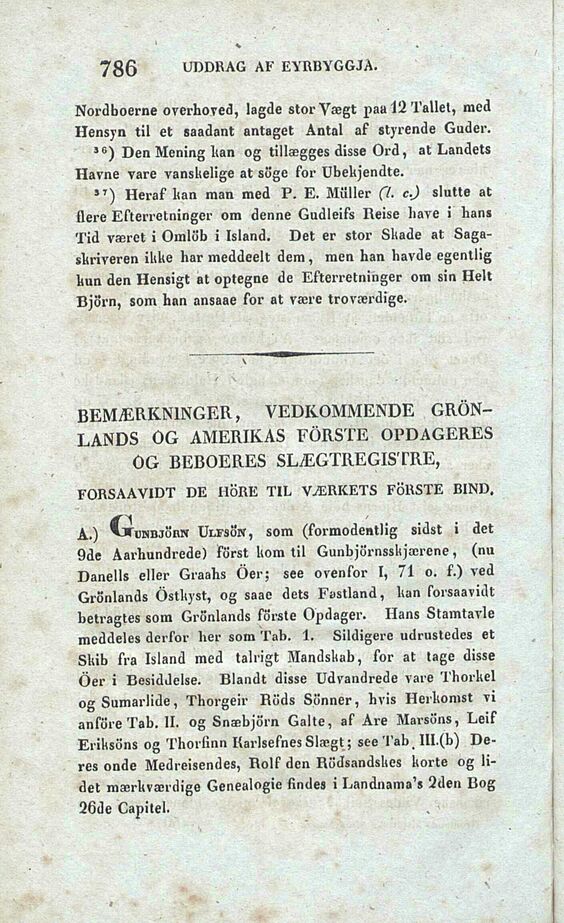 786 UDDRAG AF EYRBYGGJA.
Nordboerne overhoved, lagde stor Vægt paa 12 Tallet, med
Hensyn til et saadant antaget Antal af styrende Guder.
³⁶) Den Mening kan og tillægges disse Ord, at Landets
Havne vare vanskelige at söge for Ubekjendte.
³⁷) Heraf kan man med P. E. Müller (l. c.) slutte at
flere Efterretninger om denne Gudleifs Reise have i hans
Tid været i Omlöb i Island. Det er stor Skade at Saga-
skriveren ikke har meddeelt dem, men han havde egentlig
kun den Hensigt at optegne de Efterretninger om sin Helt
Björn, som han ansaae for at være troværdige.
BEMÆRKNINGER, VEDKOMMENDE GRÖN-
LANDS OG AMERIKAS FÖRSTE OPDAGERES
OG BEBOERES SLÆGTREGISTRE,
FORSAAVIDT DE HÖRE TIL VÆRKETS FÖRSTE BIND.
A.) GUNBJÖRN ULFSÖN, som (formodentlig sidst i det
9de Aarhundrede) först kom til Gunbjörnsskjærene, (nu
Danells eller Graahs Öer; see ovenfor I, 71 o. f.) ved
Grönlands Östkyst, og saae dets Fastland, kan forsaavidt
betragtes som Grönlands förste Opdager. Hans Stamtavle
meddeles derfor her som Tab. 1. Sildigere udrustedes et
Skib fra Island med talrigt Mandskab, for at tage disse
Öer i Besiddelse. Blandt disse Udvandrede vare Thorkel
og Sumarlide, Thorgeir Röds Sönner, hvis Herkomst vi
anföre Tab. II. og Snæbjörn Galte, af Are Marsöns, Leif
Eriksöns og Thorfinn Karlsefnes Slægt; see Tab. III.(b) De-
res onde Medreisendes, Rolf den Rödsandskes korte og li-
det mærkværdige Genealogie findes i Landnama's 2den Bog
26de Capitel.